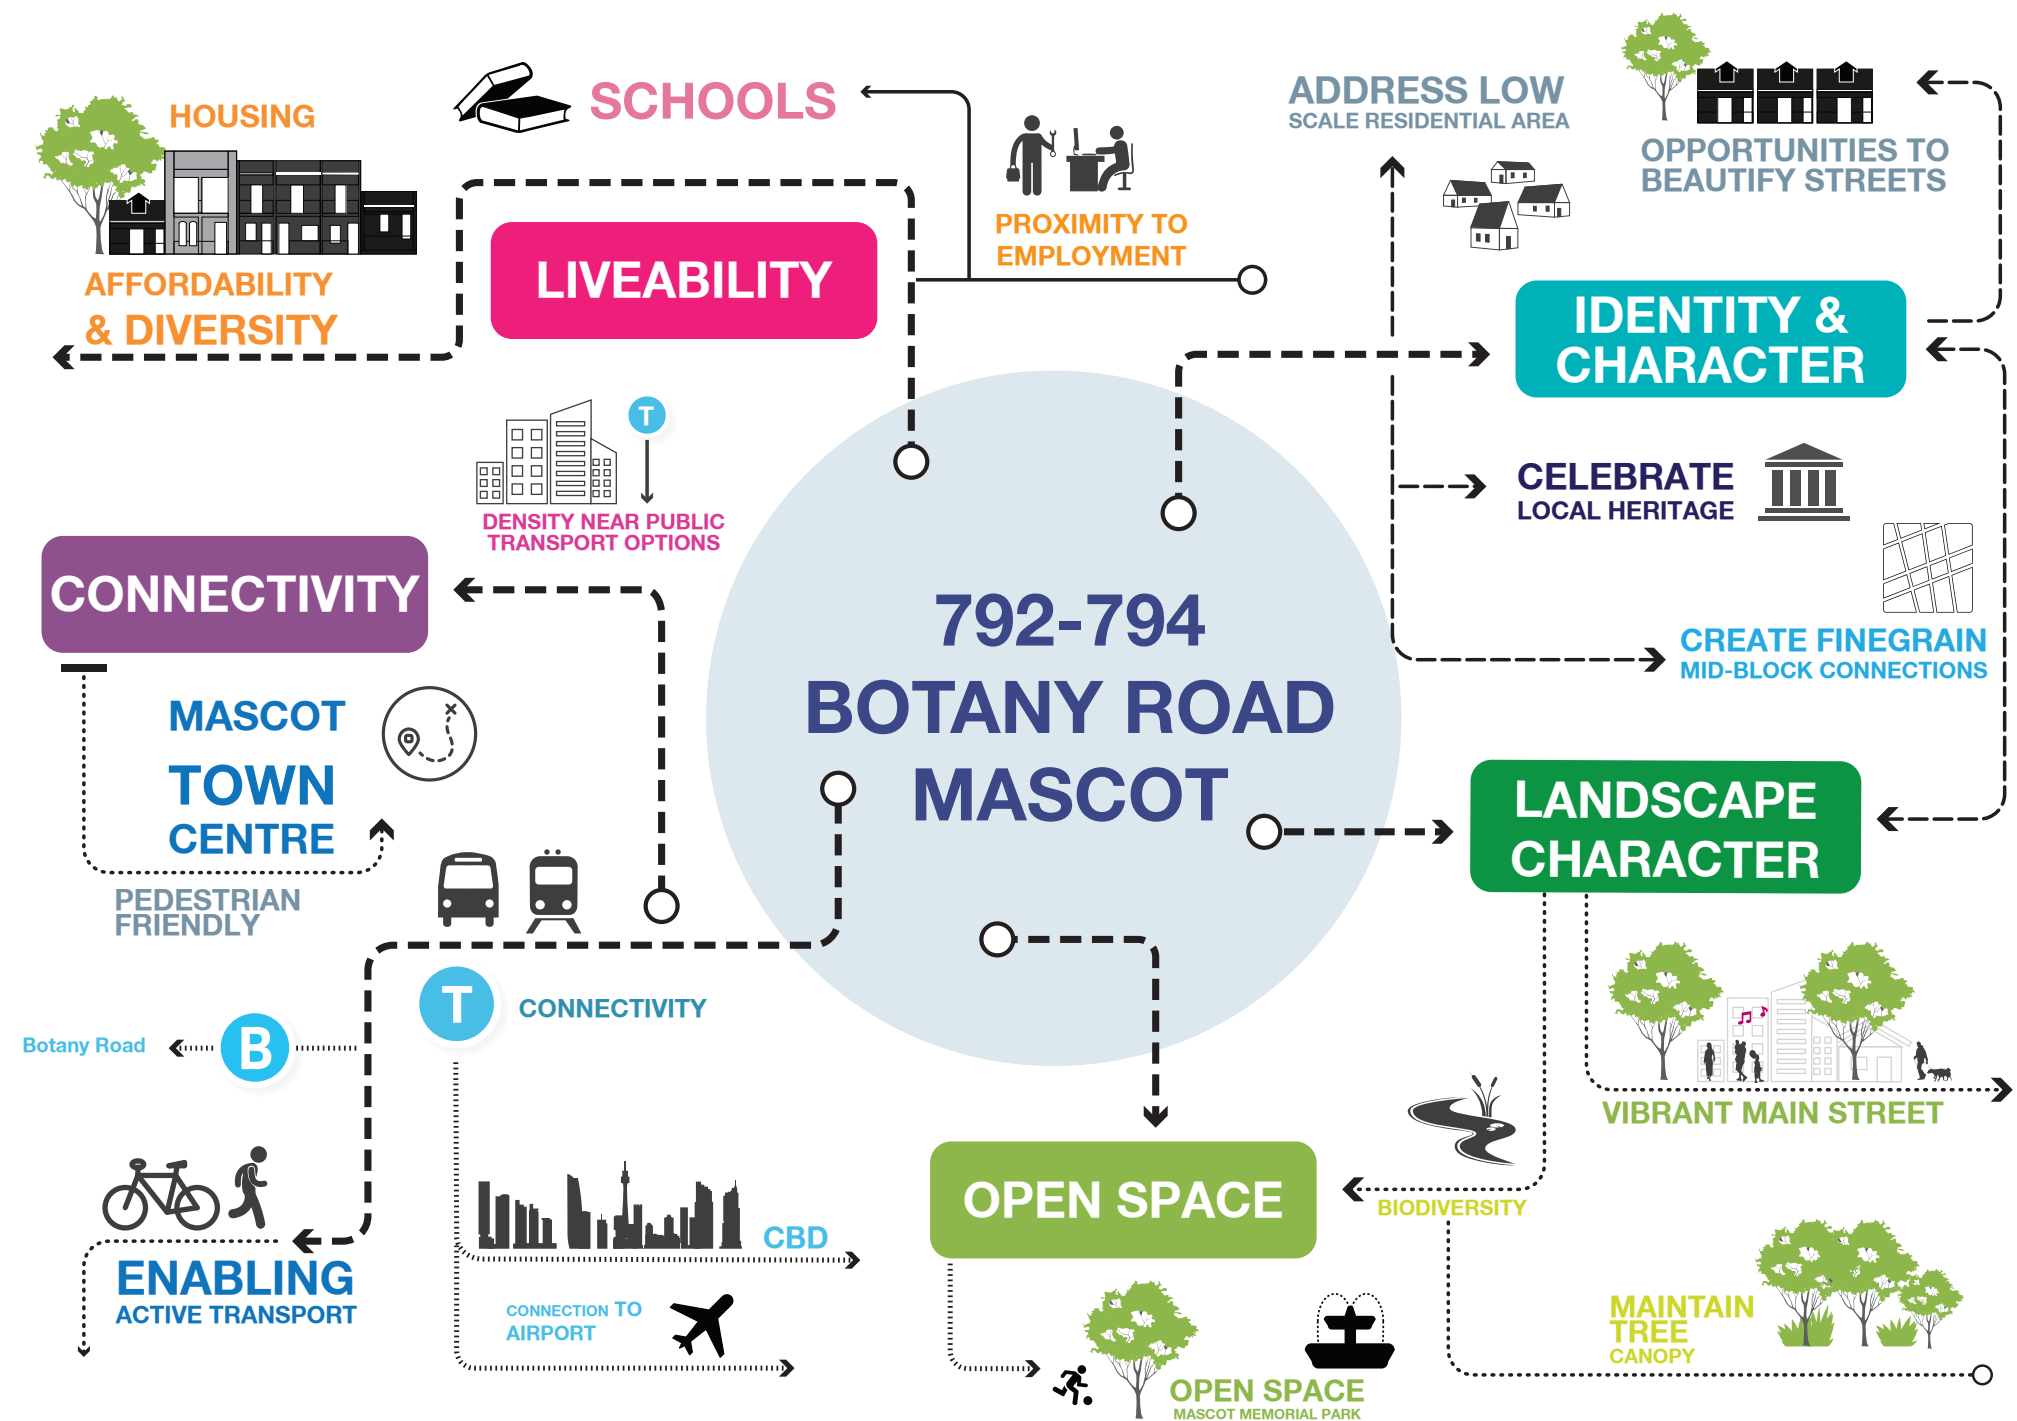 HOUSING
AFFORDABILITY
& DIVERSITY
SCHOOLS
LIVEABILITY
PROXIMITY TO
EMPLOYMENT
ADDRESS LOW
SCALE RESIDENTIAL AREA
OPPORTUNITIES TO
BEAUTIFY STREETS
IDENTITY &
CHARACTER
T
DENSITY NEAR PUBLIC
TRANSPORT OPTIONS
CELEBRATE
LOCAL HERITAGE
CREATE FINEGRAIN
MID-BLOCK CONNECTIONS
CONNECTIVITY
MASCOT
TOWN
CENTRE
PEDESTRIAN
FRIENDLY
792-794
BOTANY ROAD
MASCOT
LANDSCAPE
CHARACTER
T
CONNECTIVITY
Botany Road
B
VIBRANT MAIN STREET
ENABLING
ACTIVE TRANSPORT
CBD
CONNECTION TO
AIRPORT
OPEN SPACE
BIODIVERSITY
MAINTAIN
TREE
CANOPY
OPEN SPACE
MASCOT MEMORIAL PARK